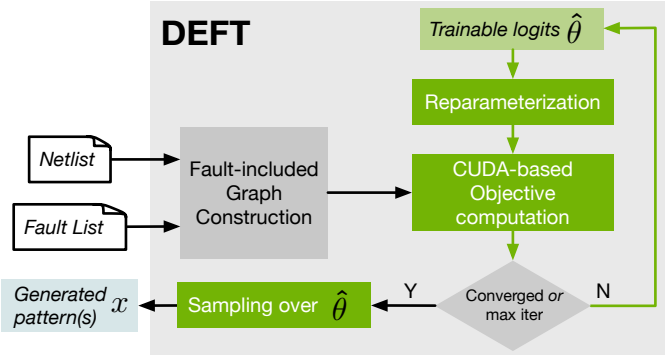 DEFT
Trainable logits θ̂
Reparameterization
Netlist
Fault List
Fault-included
Graph
Construction
CUDA-based
Objective
computation
Converged or
max iter
N
Y
Sampling over θ̂
Generated
pattern(s) x